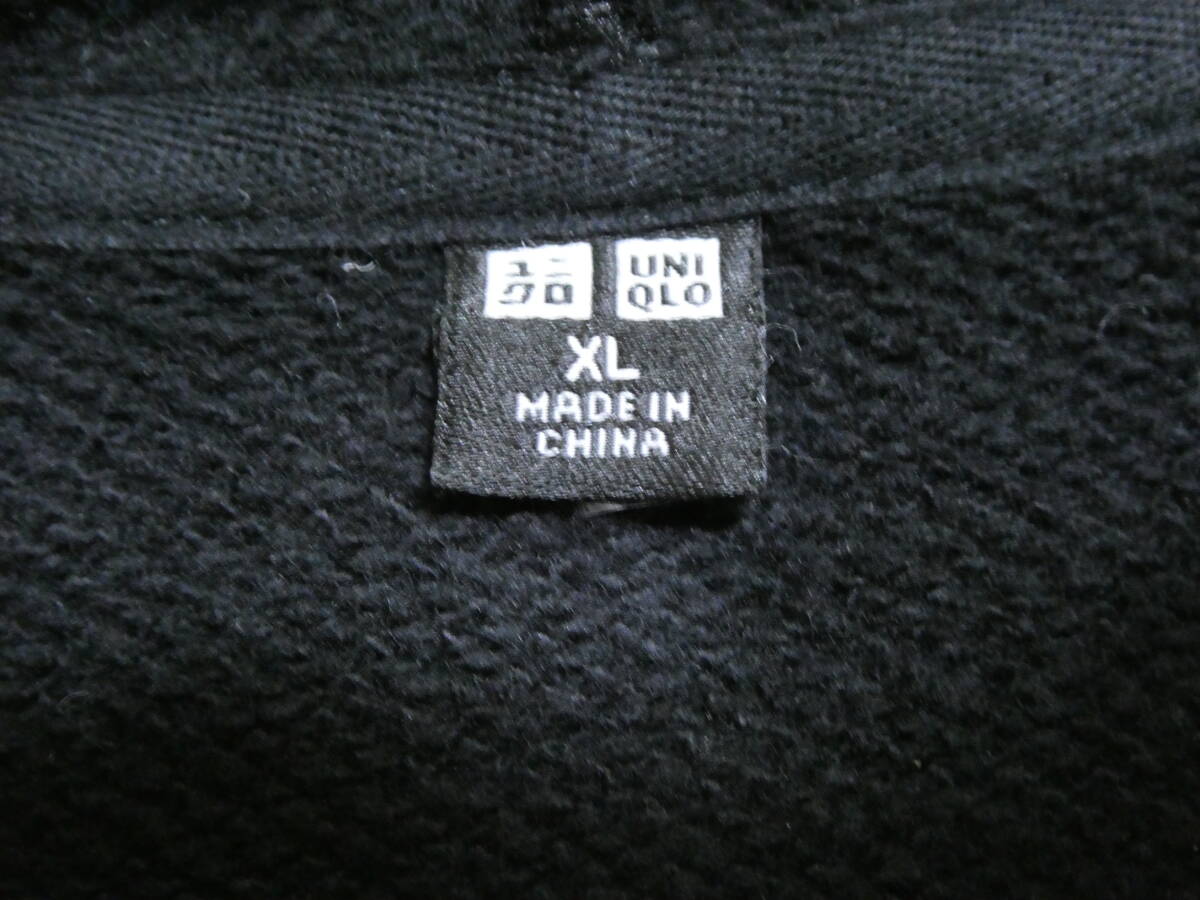 ユニ
クロ
UNI
QLO
XL
MADE IN
CHINA